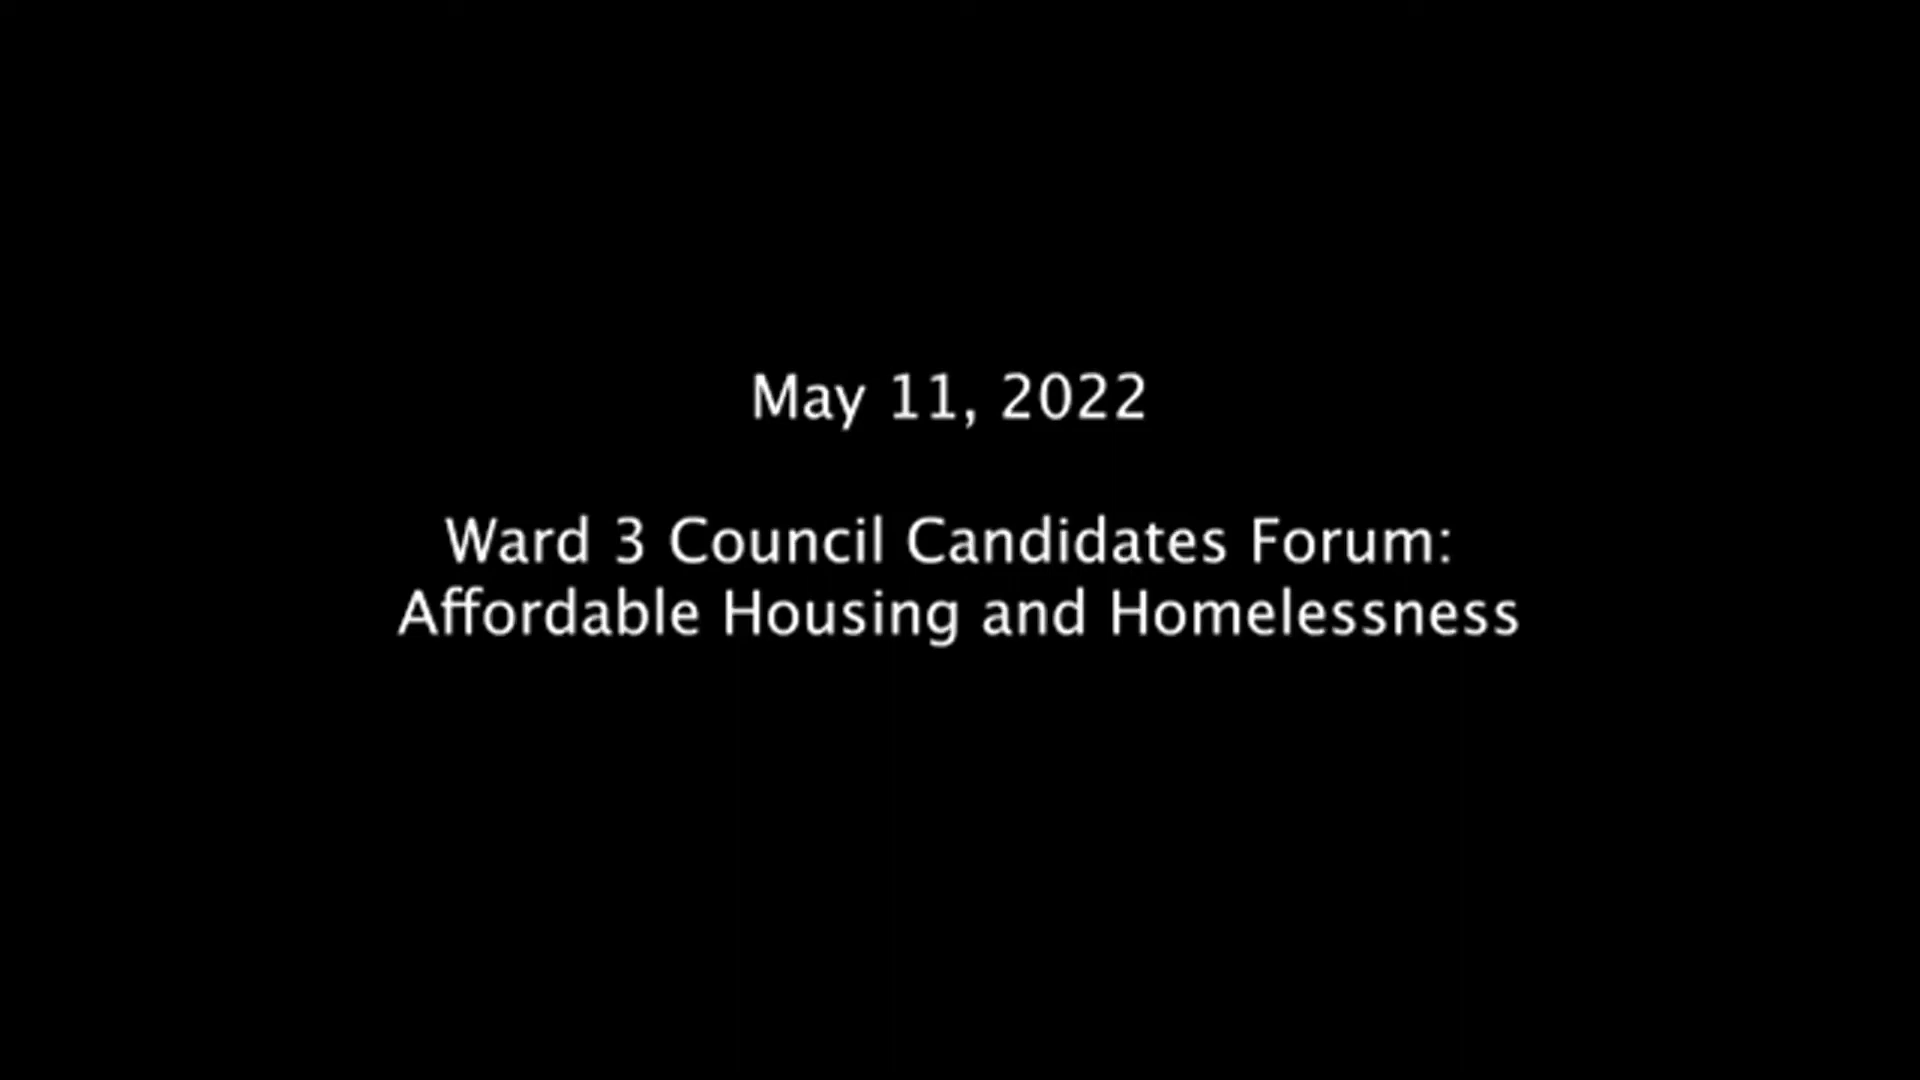 May 11, 2022
Ward 3 Council Candidates Forum:
Affordable Housing and Homelessness